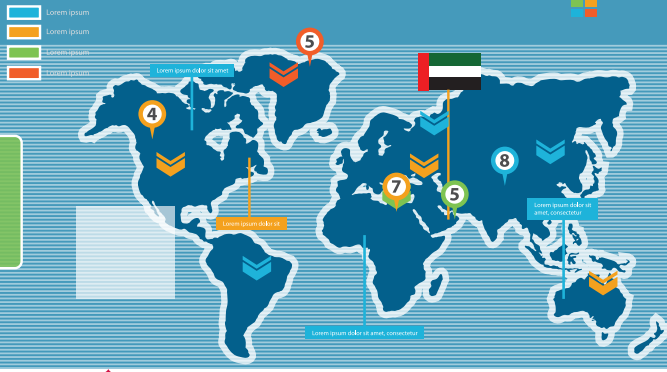 Lorem ipsum
Lorem ipsum
Lorem ipsum
Lorem ipsum
5
Lorem ipsum dolor sit amet
4
8
7
5
Lorem ipsum dolor sit
amet, consectetur
Lorem ipsum dolor sit
Lorem ipsum dolor sit amet, consectetur